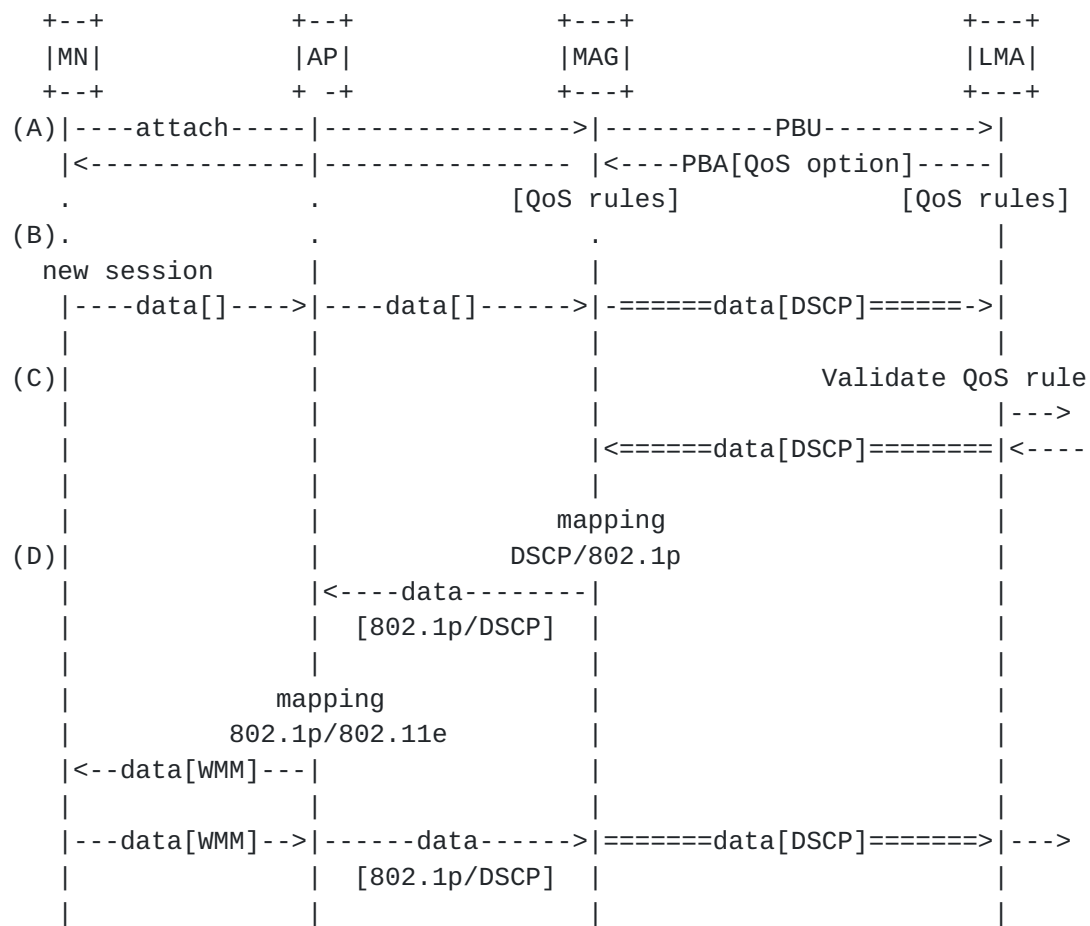 +--+ +--+ +---+ +---+
|MN| |AP| |MAG| |LMA|
+--+ + -+ +---+ +---+
(A)|----attach-----|---------------->|-----------PBU---------->|
|<--------------|---------------- |<----PBA[QoS option]-----|
. . [QoS rules] [QoS rules]
(B). . . |
new session | | |
|----data[]---->|----data[]------>|-======data[DSCP]======->|
| | | |
(C)| | | Validate QoS rule
| | | |--->
| | |<======data[DSCP]========|<----
| | | |
| | mapping |
(D)| | DSCP/802.1p |
| |<----data--------| |
| | [802.1p/DSCP] | |
| | | |
| mapping | |
| 802.1p/802.11e | |
|<--data[WMM]---| | |
| | | |
|---data[WMM]-->|------data------>|=======data[DSCP]=======>|--->
| | [802.1p/DSCP] | |
| | | |